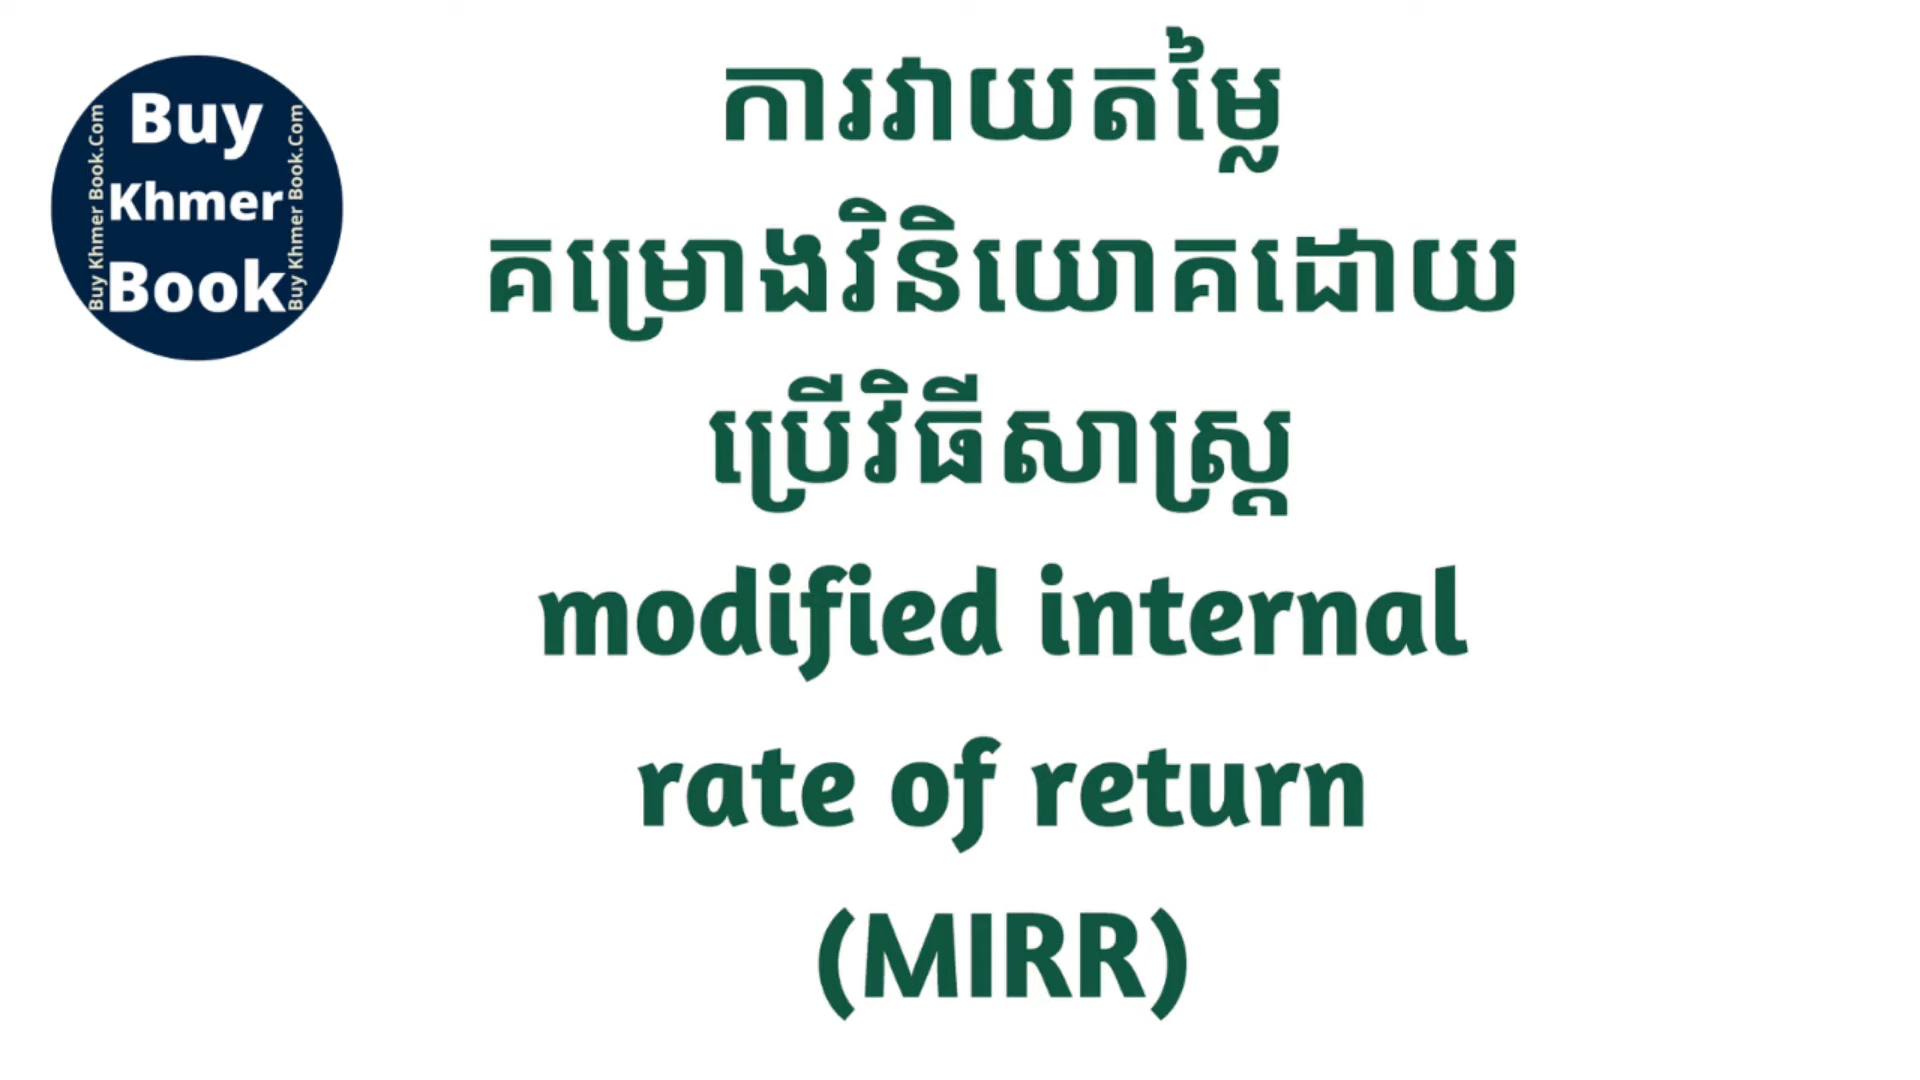 Buy
Khmer
Book
Buy Khmer Book.Com
Buy Khmer Book.Com
ការវាយតម្លៃ
គម្រោងវិនិយោគដោយ
ប្រើវិធីសាស្ត្រ
modified internal
rate of return
(MIRR)